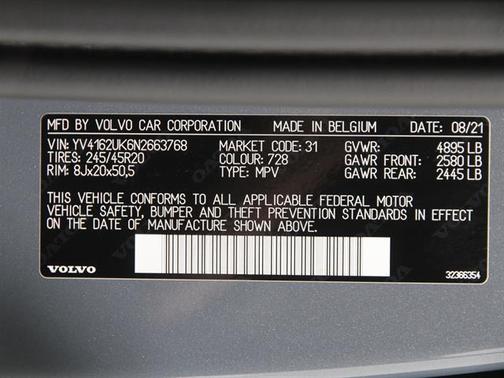 MFD BY VOLVO CAR CORPORATION MADE IN BELGIUM 08/21
VIN: YV4162UK6N2663768 MARKET CODE: 31 GVWR: 4895 LB
TIRES: 245/45R20 COLOUR: 728 GAWR FRONT: 2580 LB
RIM: 8Jx20x50,5 TYPE: MPV GAWR REAR: 2445 LB
THIS VEHICLE CONFORMS TO ALL APPLICABLE FEDERAL MOTOR
VEHICLE SAFETY, BUMPER AND THEFT PREVENTION STANDARDS IN EFFECT
ON THE DATE OF MANUFACTURE SHOWN ABOVE.
VOLVO 32366354